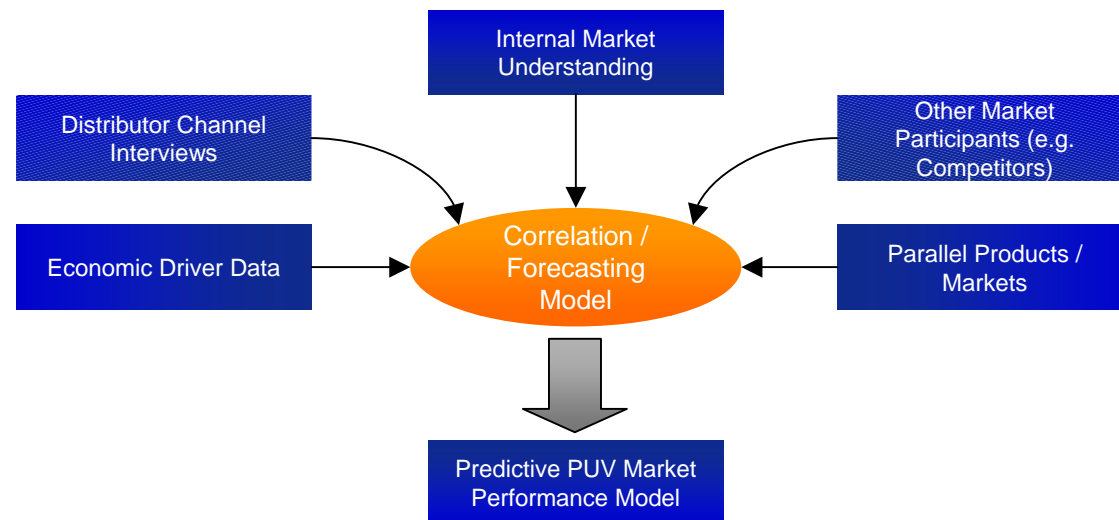 Internal Market
Understanding
Distributor Channel
Interviews
Other Market
Participants (e.g.
Competitors)
Economic Driver Data
Correlation /
Forecasting
Model
Parallel Products /
Markets
Predictive PUV Market
Performance Model